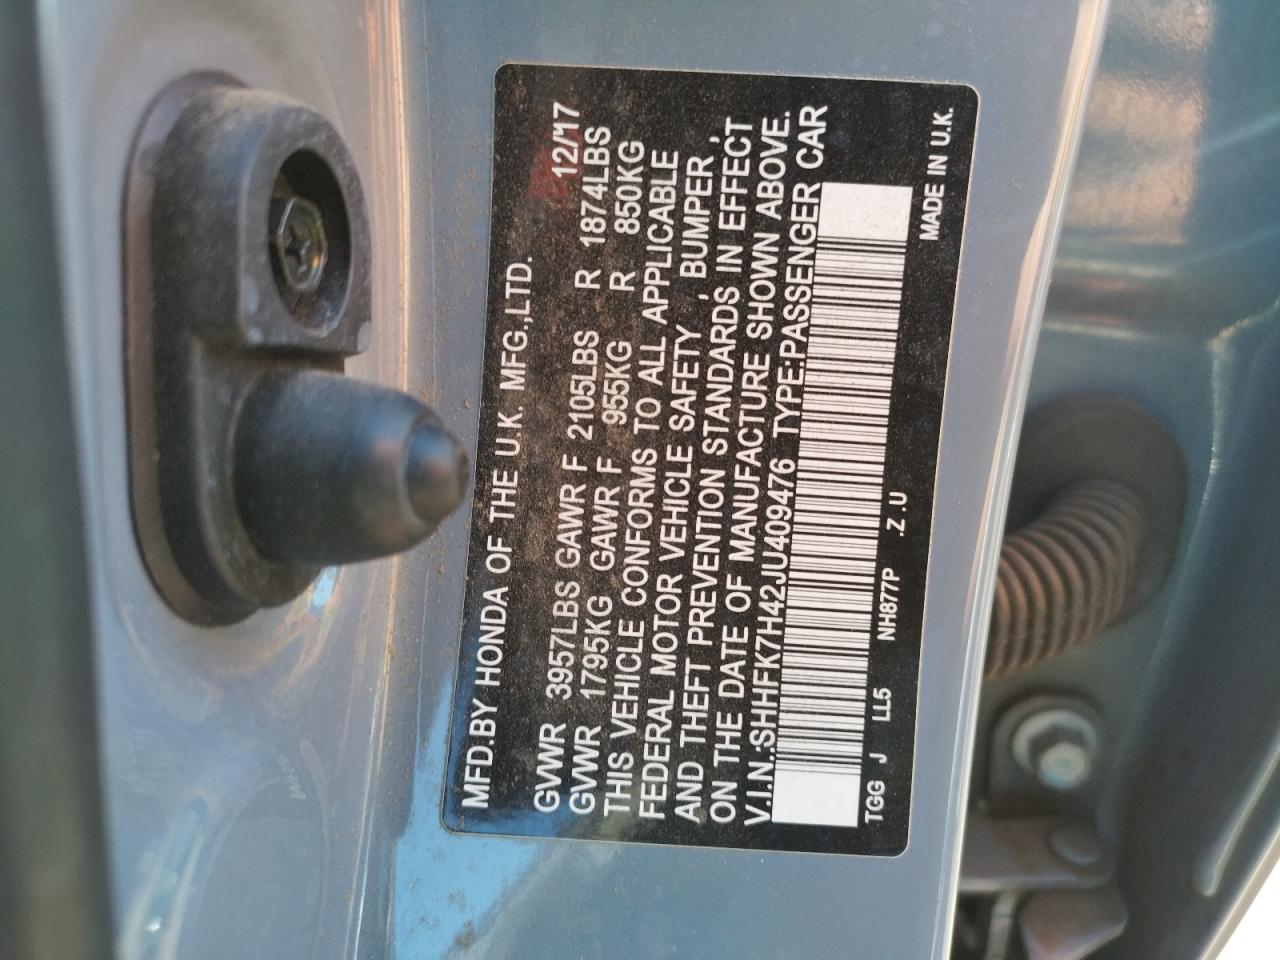 MFD.BY HONDA OF THE U.K. MFG.,LTD.
12/17
GVWR 3957LBS GAWR F 2105LBS R 1874LBS
GVWR 1795KG GAWR F 955KG R 850KG
THIS VEHICLE CONFORMS TO ALL APPLICABLE
FEDERAL MOTOR VEHICLE SAFETY , BUMPER ,
AND THEFT PREVENTION STANDARDS IN EFFECT
ON THE DATE OF MANUFACTURE SHOWN ABOVE.
V.I.N.:SHHFK7H42JU409476 TYPE:PASSENGER CAR
TGG J LL5 NH877P .Z.U MADE IN U.K.